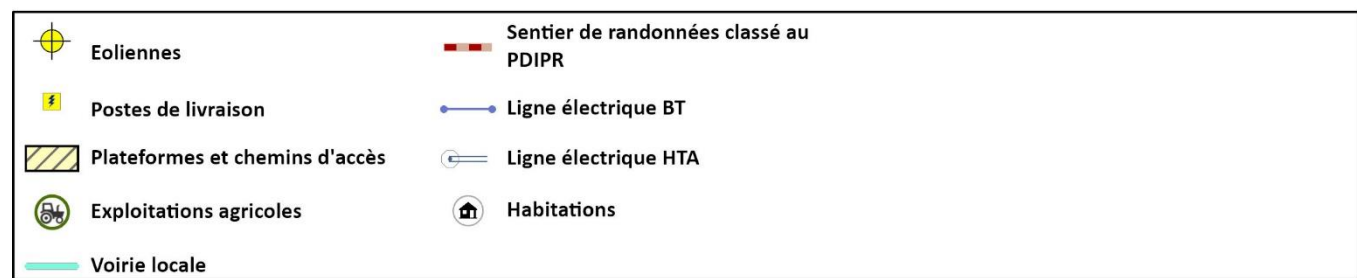 Eoliennes
Postes de livraison
Plateformes et chemins d'accès
Exploitations agricoles
Voirie locale
Sentier de randonnées classé au
PDIPR
Ligne électrique BT
Ligne électrique HTA
Habitations